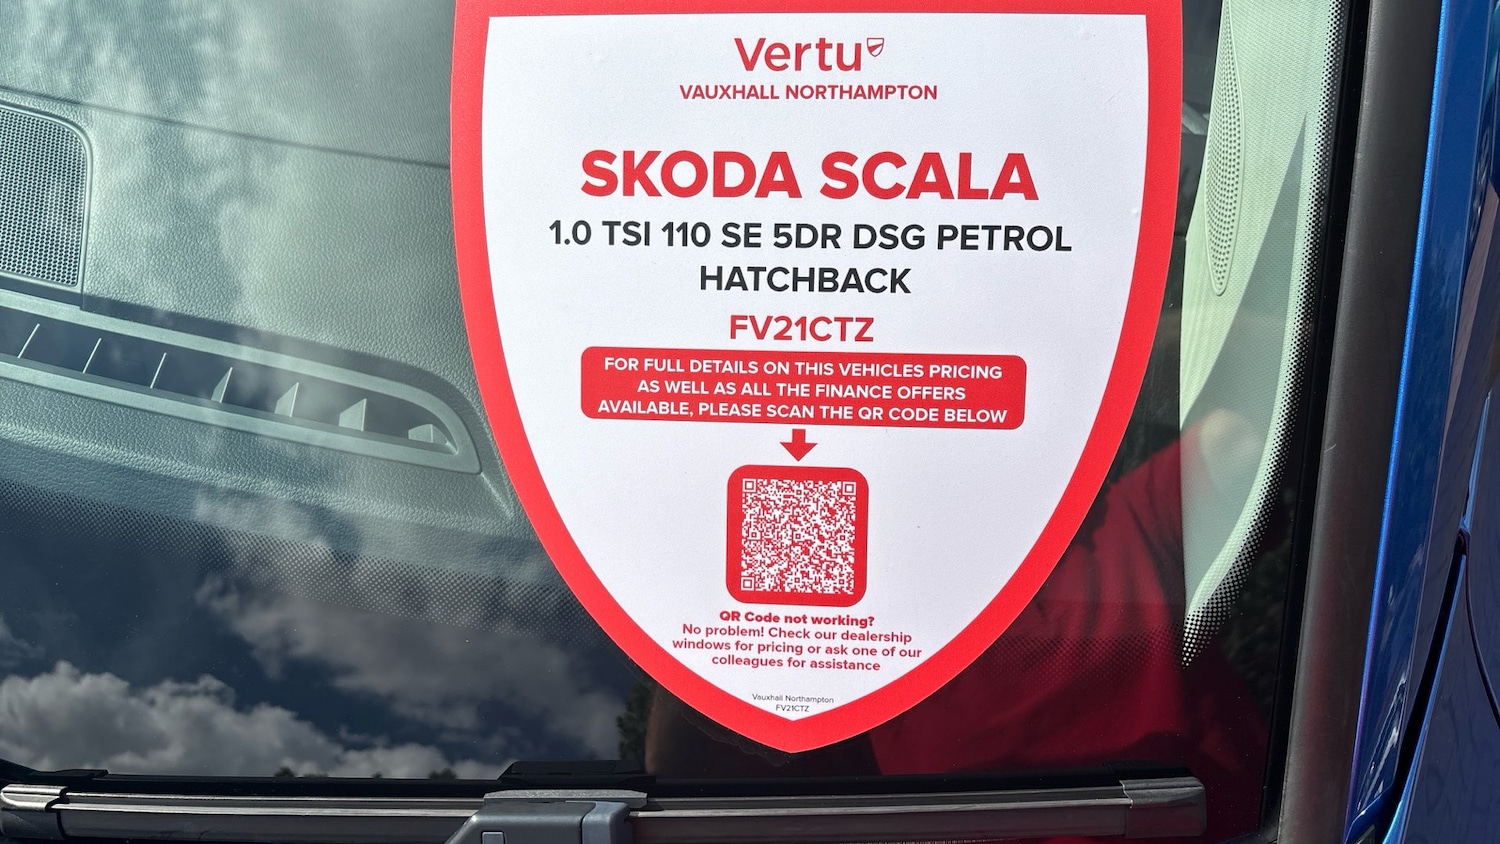 Vertu
VAUXHALL NORTHAMPTON
SKODA SCALA
1.0 TSI 110 SE 5DR DSG PETROL
HATCHBACK
FV21CTZ
FOR FULL DETAILS ON THIS VEHICLES PRICING
AS WELL AS ALL THE FINANCE OFFERS
AVAILABLE, PLEASE SCAN THE QR CODE BELOW
QR Code not working?
No problem! Check our dealership
windows for pricing or ask one of our
colleagues for assistance
Vauxhall Northampton
FV21CTZ